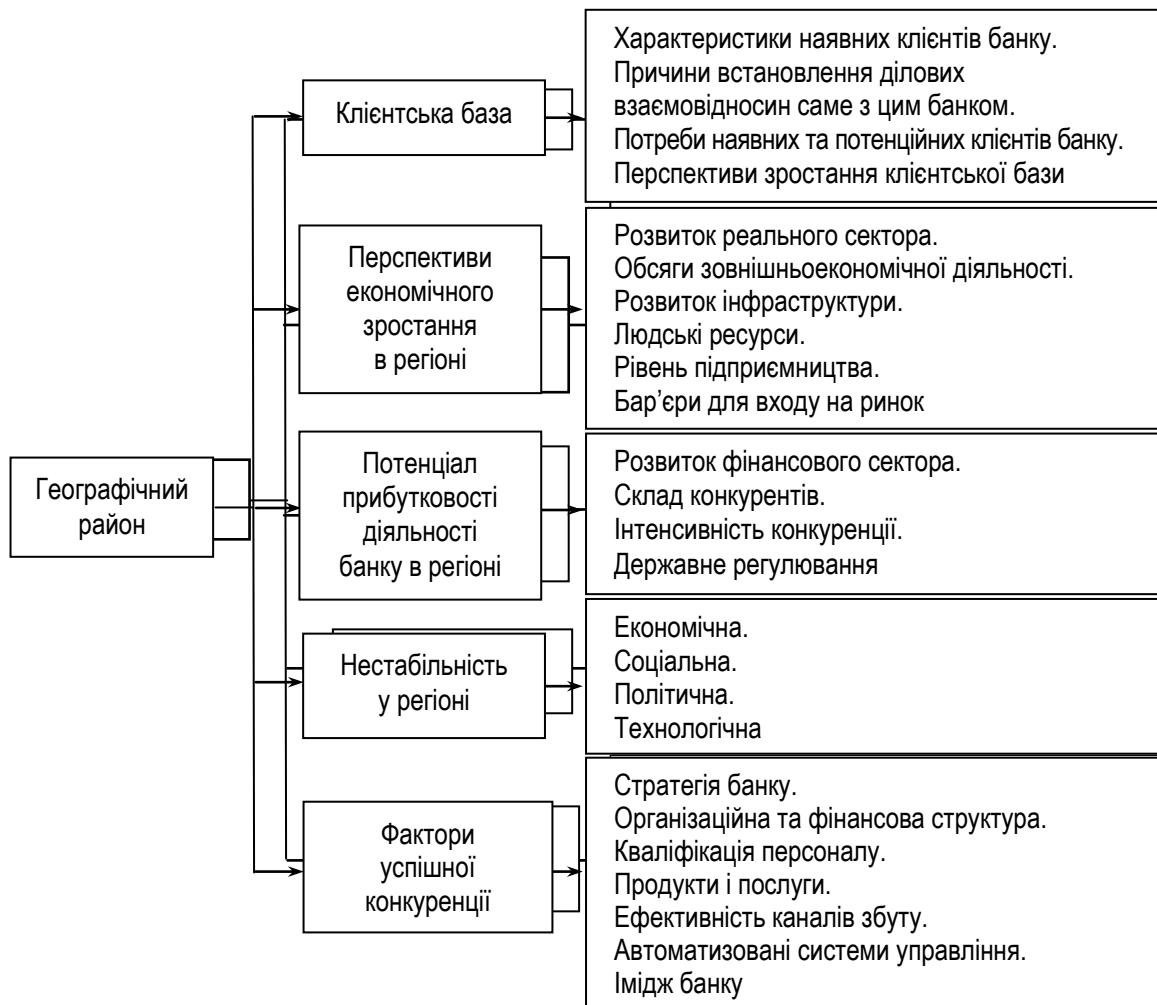 Географічний
район
Клієнтська база
Характеристики наявних клієнтів банку.
Причини встановлення ділових
взаємовідносин саме з цим банком.
Потреби наявних та потенційних клієнтів банку.
Перспективи зростання клієнтської бази
Перспективи
економічного
зростання
в регіоні
Розвиток реального сектора.
Обсяги зовнішньоекономічної діяльності.
Розвиток інфраструктури.
Людські ресурси.
Рівень підприємництва.
Бар’єри для входу на ринок
Потенціал
прибутковості
діяльності
банку в регіоні
Розвиток фінансового сектора.
Склад конкурентів.
Інтенсивність конкуренції.
Державне регулювання
Нестабільність
у регіоні
Економічна.
Соціальна.
Політична.
Технологічна
Фактори
успішної
конкуренції
Стратегія банку.
Організаційна та фінансова структура.
Кваліфікація персоналу.
Продукти і послуги.
Ефективність каналів збуту.
Автоматизовані системи управління.
Імідж банку